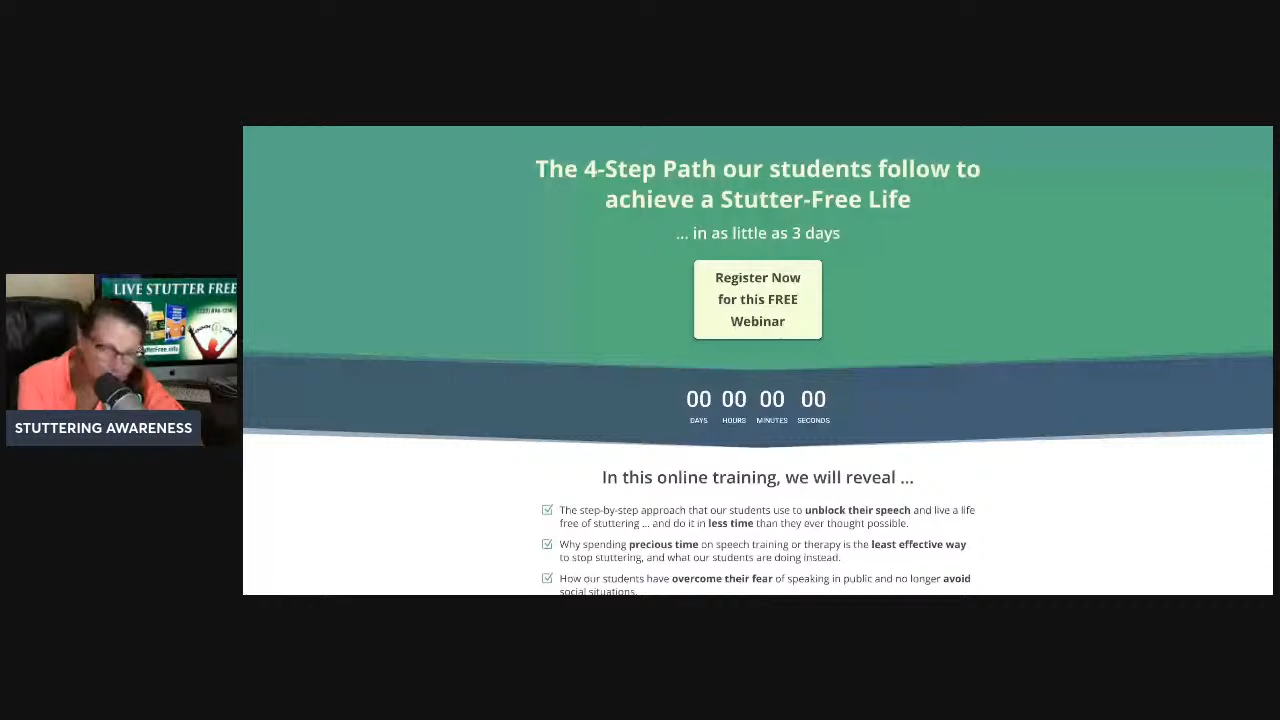 The 4-Step Path our students follow to
achieve a Stutter-Free Life
... in as little as 3 days
Register Now
for this FREE
Webinar
00 00 00 00
DAYS HOURS MINUTES SECONDS
In this online training, we will reveal ...
The step-by-step approach that our students use to unblock their speech and live a life
free of stuttering ... and do it in less time than they ever thought possible.
Why spending precious time on speech training or therapy is the least effective way
to stop stuttering, and what our students are doing instead.
How our students have overcome their fear of speaking in public and no longer avoid
social situations.
LIVE STUTTER FREE
STUTTERING AWARENESS